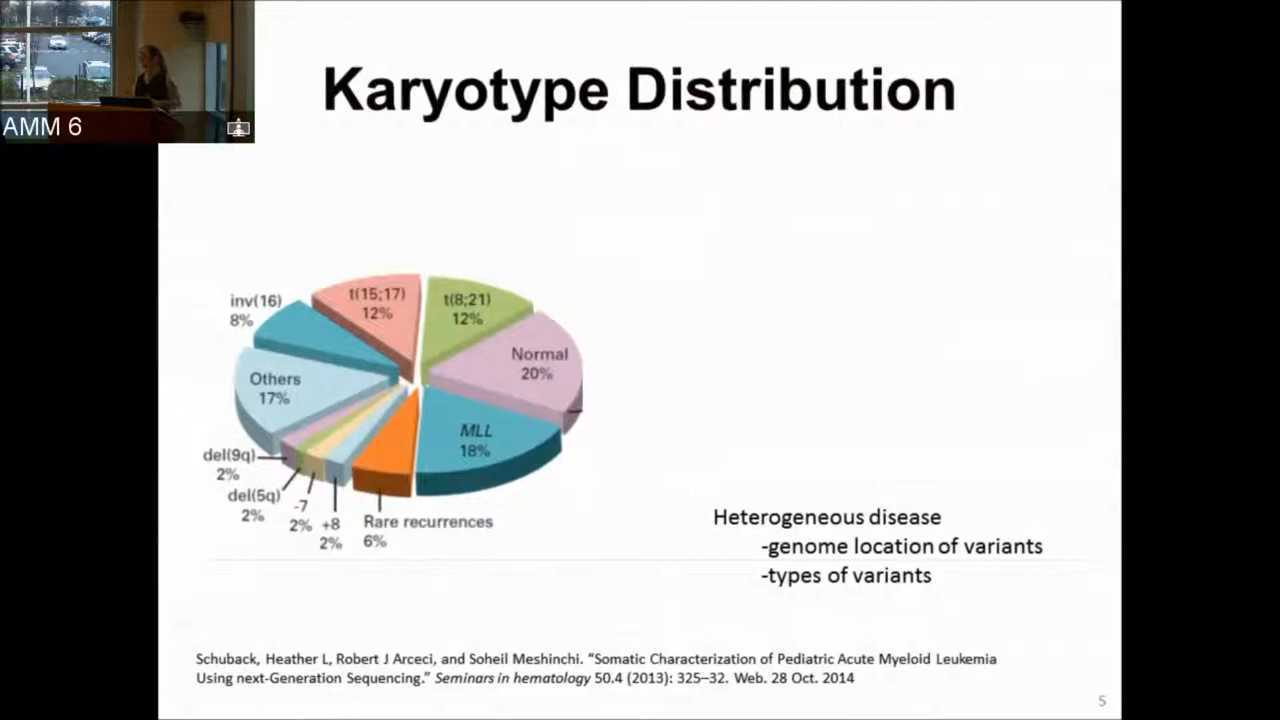 AMM 6
Karyotype Distribution
t(15;17)
12%
t(8;21)
12%
inv(16)
8%
Normal
20%
Others
17%
MLL
18%
del(9q)
2%
del(5q)
2%
-7
2%
+8
2%
Rare recurrences
6%
Heterogeneous disease
-genome location of variants
-types of variants
Schuback, Heather L, Robert J Arceci, and Soheil Meshinchi. “Somatic Characterization of Pediatric Acute Myeloid Leukemia
Using next-Generation Sequencing.” Seminars in hematology 50.4 (2013): 325–32. Web. 28 Oct. 2014
5